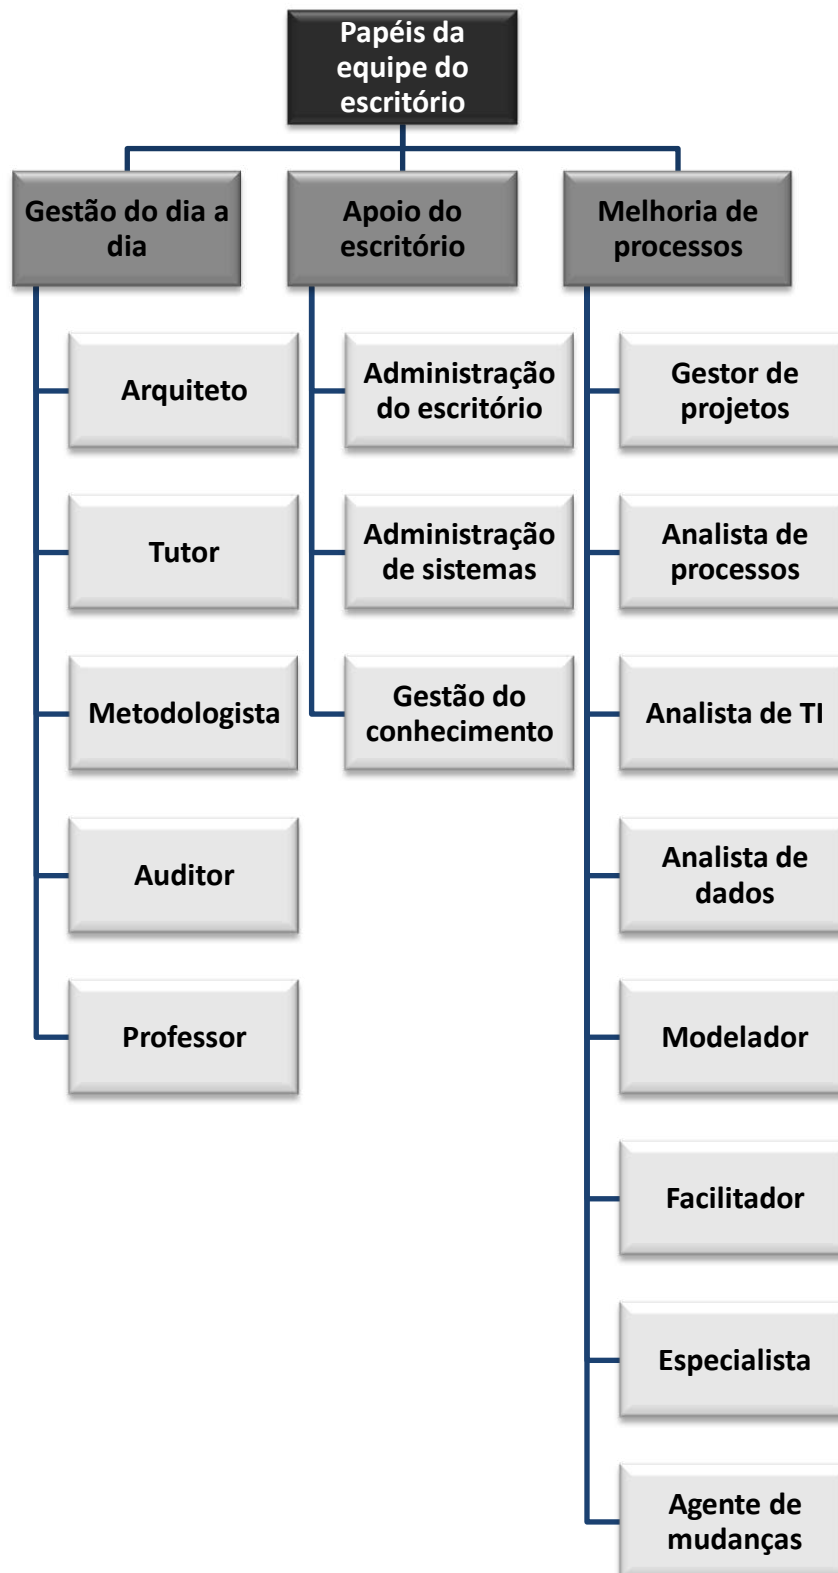 Papéis da
equipe do
escritório
Gestão do dia a
dia
Arquiteto
Tutor
Metodologista
Auditor
Professor
Apoio do
escritório
Administração
do escritório
Administração
de sistemas
Gestão do
conhecimento
Melhoria de
processos
Gestor de
projetos
Analista de
processos
Analista de TI
Analista de
dados
Modelador
Facilitador
Especialista
Agente de
mudanças